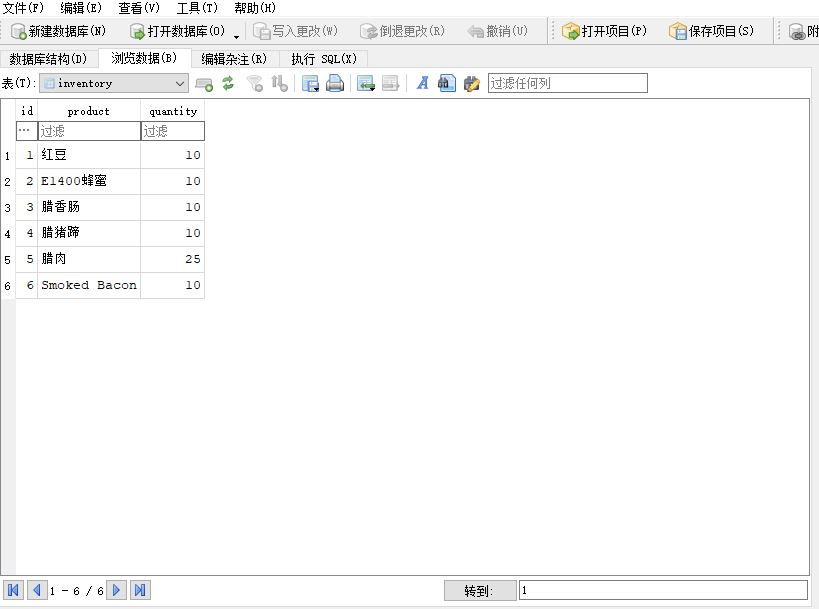 文件(F) 编辑(E) 查看(V) 工具(T) 帮助(H)
新建数据库(N) 打开数据库(O) 写入更改(W) 倒退更改(R) 撤销(U) 打开项目(P) 保存项目(S) 附
数据库结构(D) 浏览数据(B) 编辑杂注(R) 执行 SQL(X)
表(T): inventory 过滤任何列
id product quantity
... 过滤 过滤
1 1 红豆 10
2 2 E1400蜂蜜 10
3 3 腊香肠 10
4 4 腊猪蹄 10
5 5 腊肉 25
6 6 Smoked Bacon 10
1 - 6 / 6 转到: 1